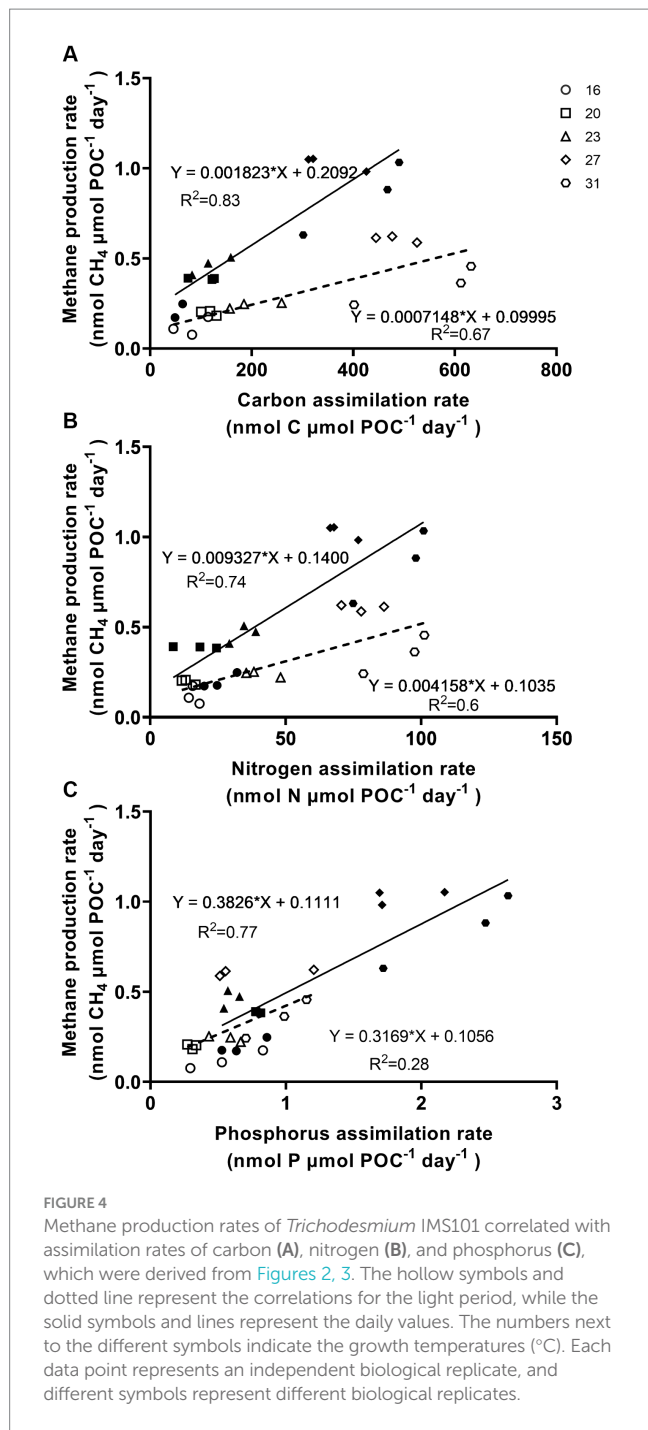 A
Methane production rate
(nmol CH4 µmol POC-1 day-1 )
1.5
1.0
0.5
0.0
0
200
400
600
800
16
20
23
27
31
Y = 0.001823*X + 0.2092
R2=0.83
Y = 0.0007148*X + 0.09995
R2=0.67
Carbon assimilation rate
(nmol C µmol POC-1 day-1 )
B
Methane production rate
(nmol CH4 µmol POC-1 day-1 )
1.5
1.0
0.5
0.0
0
50
100
150
Y = 0.009327*X + 0.1400
R2=0.74
Y = 0.004158*X + 0.1035
R2=0.6
Nitrogen assimilation rate
(nmol N µmol POC-1 day-1 )
C
Methane production rate
(nmol CH4 µmol POC-1 day-1 )
1.5
1.0
0.5
0.0
0
1
2
3
Y = 0.3826*X + 0.1111
R2=0.77
Y = 0.3169*X + 0.1056
R2=0.28
Phosphorus assimilation rate
(nmol P µmol POC-1 day-1 )
FIGURE 4
Methane production rates of Trichodesmium IMS101 correlated with
assimilation rates of carbon (A), nitrogen (B), and phosphorus (C),
which were derived from Figures 2, 3. The hollow symbols and
dotted line represent the correlations for the light period, while the
solid symbols and lines represent the daily values. The numbers next
to the different symbols indicate the growth temperatures (°C). Each
data point represents an independent biological replicate, and
different symbols represent different biological replicates.